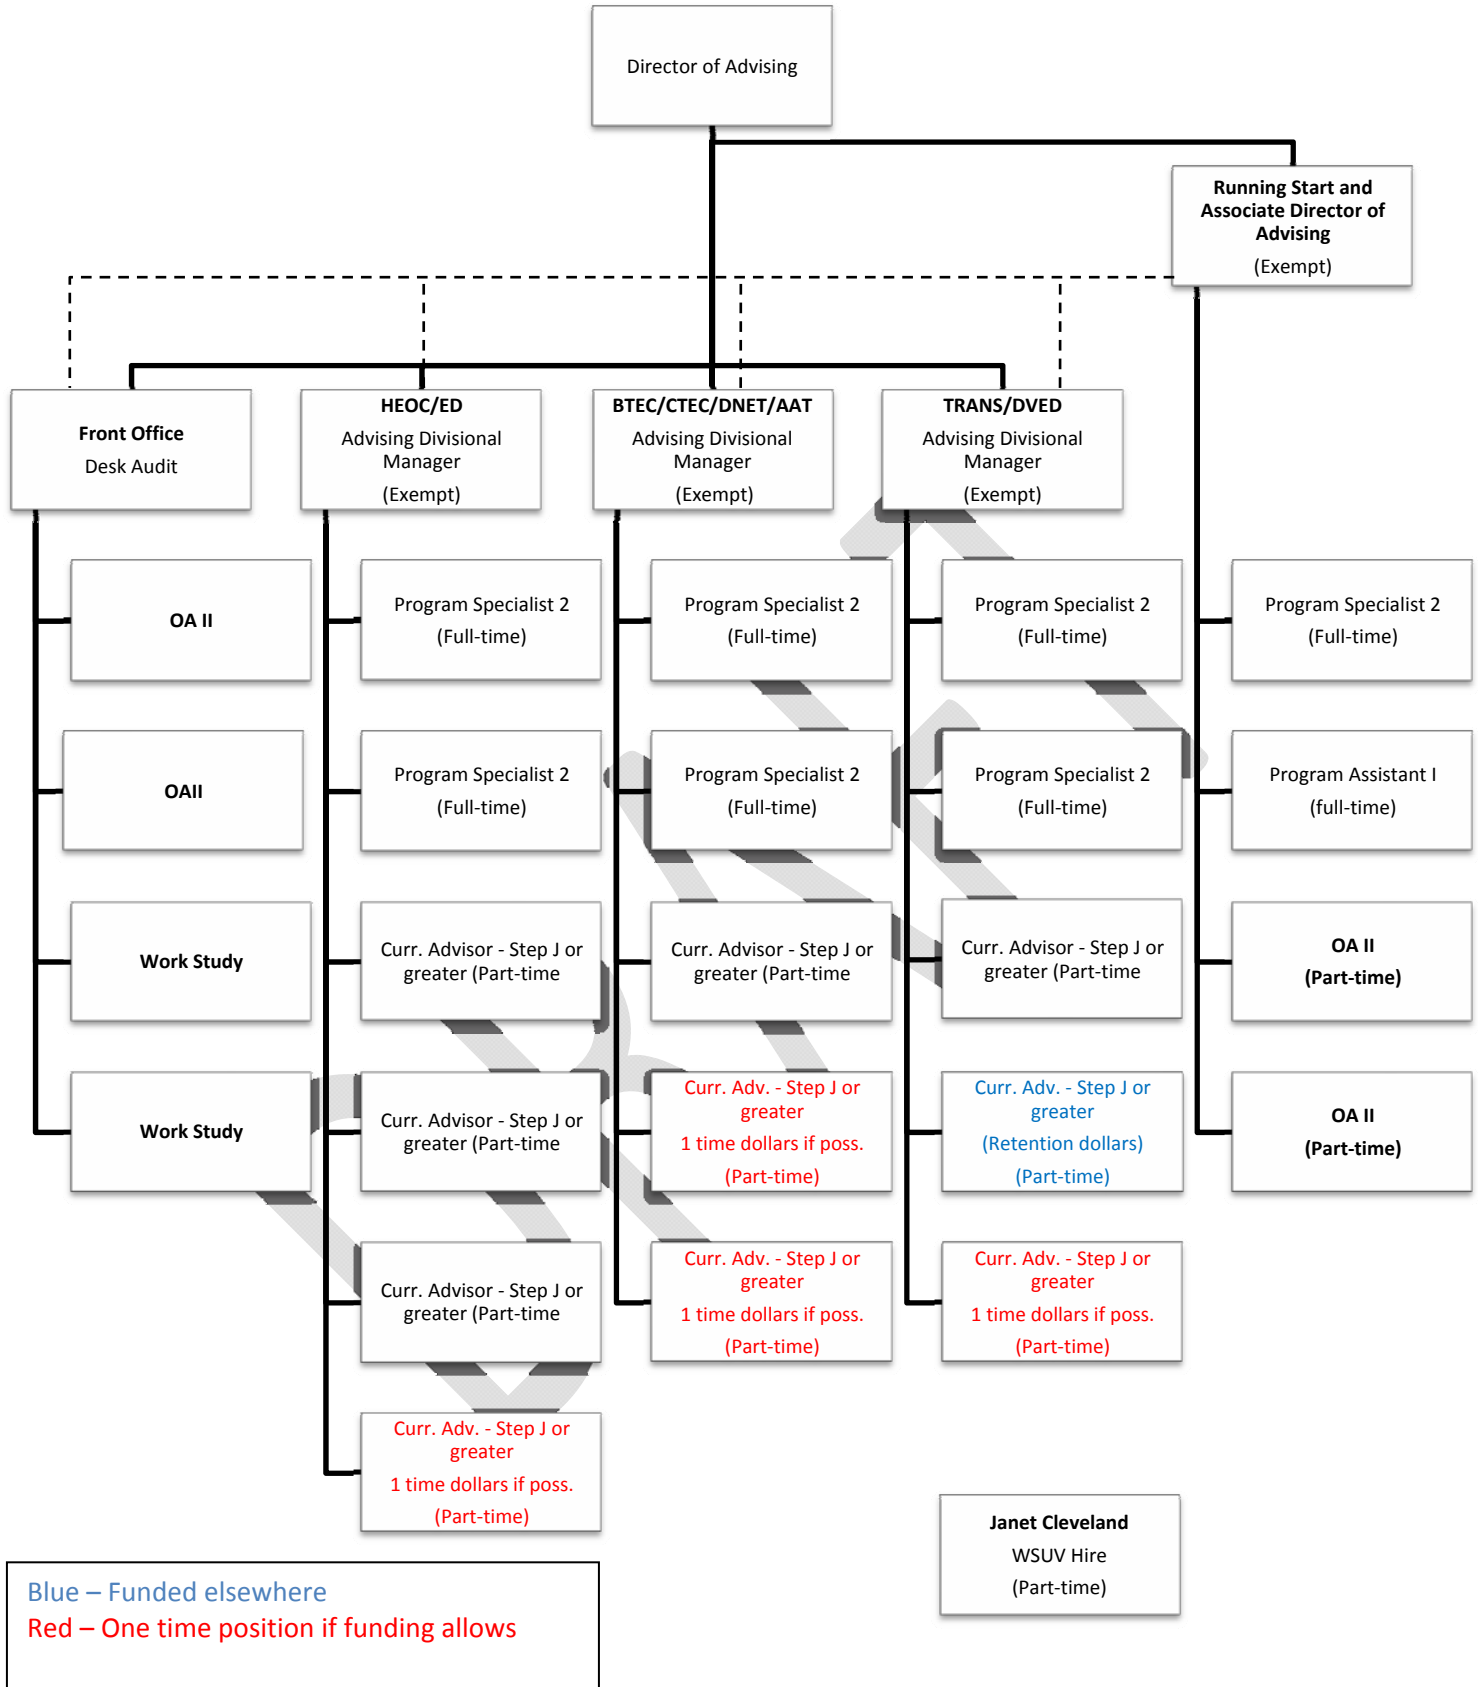 Director of Advising
Running Start and
Associate Director of
Advising
(Exempt)
Front Office
Desk Audit
HEOC/ED
Advising Divisional
Manager
(Exempt)
BTEC/CTEC/DNET/AAT
Advising Divisional
Manager
(Exempt)
TRANS/DVED
Advising Divisional
Manager
(Exempt)
OA II
Program Specialist 2
(Full-time)
Program Specialist 2
(Full-time)
Program Specialist 2
(Full-time)
Program Specialist 2
(Full-time)
OAII
Program Specialist 2
(Full-time)
Program Specialist 2
(Full-time)
Program Specialist 2
(Full-time)
Program Assistant I
(full-time)
Work Study
Curr. Advisor - Step J or
greater (Part-time
Curr. Advisor - Step J or
greater (Part-time
Curr. Advisor - Step J or
greater (Part-time
OA II
(Part-time)
Work Study
Curr. Advisor - Step J or
greater (Part-time
Curr. Adv. - Step J or
greater
1 time dollars if poss.
(Part-time)
Curr. Adv. - Step J or
greater
(Retention dollars)
(Part-time)
OA II
(Part-time)
Curr. Advisor - Step J or
greater (Part-time
Curr. Adv. - Step J or
greater
1 time dollars if poss.
(Part-time)
Curr. Adv. - Step J or
greater
1 time dollars if poss.
(Part-time)
Curr. Adv. - Step J or
greater
1 time dollars if poss.
(Part-time)
Janet Cleveland
WSUV Hire
(Part-time)
Blue – Funded elsewhere
Red – One time position if funding allows
DRAFT